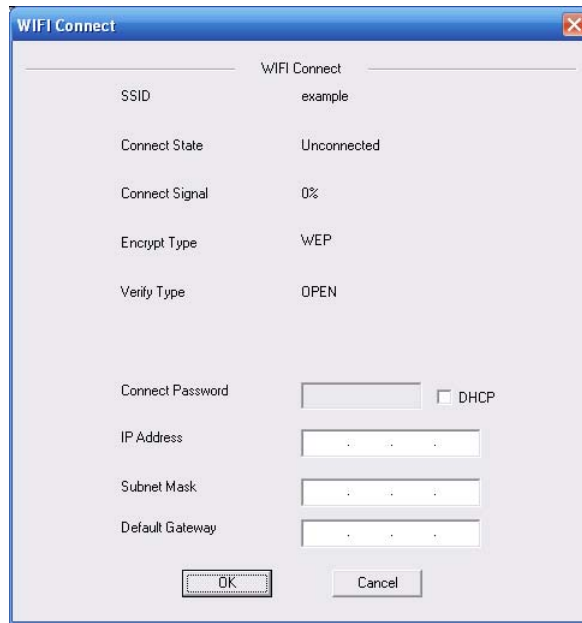 WIFI Connect
WIFI Connect
SSID example
Connect State Unconnected
Connect Signal 0%
Encrypt Type WEP
Verify Type OPEN
Connect Password DHCP
IP Address . . .
Subnet Mask . . .
Default Gateway . . .
OK Cancel